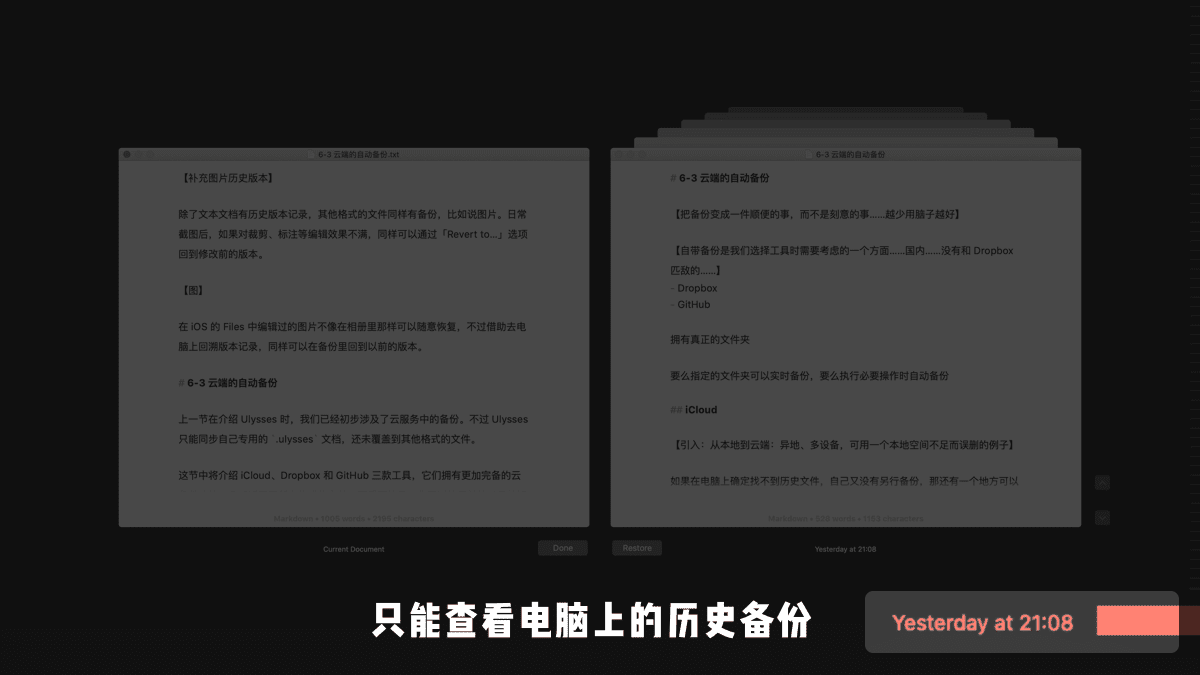 6-3 云端的自动备份.txt
【补充图片历史版本】
除了文本文档有历史版本记录，其他格式的文件同样有备份，比如说图片。日常
截图后，如果对裁剪、标注等编辑效果不满，同样可以通过「Revert to...」选项
回到修改前的版本。
【图】
在 iOS 的 Files 中编辑过的图片不像在相册里那样可以随意恢复。不过借助去电
脑上回溯版本记录，同样可以在备份里回到以前的版本。
# 6-3 云端的自动备份
上一节在介绍 Ulysses 时，我们已经初步涉及了云服务中的备份。不过 Ulysses
只能同步自己专用的 `.ulysses` 文档，还未覆盖到其他格式的文件。
这节中将介绍 iCloud、Dropbox 和 GitHub 三款工具，它们拥有更加完备的云
Current Document
Done
6-3 云端的自动备份
# 6-3 云端的自动备份
【把备份变成一件顺便的事，而不是刻意的事……越少用脑子越好】
【自带备份是我们选择工具时需要考虑的一个方面……国内……没有和 Dropbox
匹敌的……】
- Dropbox
- GitHub
拥有真正的文件夹
要么指定的文件夹可以实时备份，要么执行必要操作时自动备份
## iCloud
【引入：从本地到云端：异地、多设备，可用一个本地空间不足而误删的例子】
如果在电脑上确定找不到历史文件，自己又没有另行备份，那还有一个地方可以
Restore
Yesterday at 21:08
只能查看电脑上的历史备份
Yesterday at 21:08